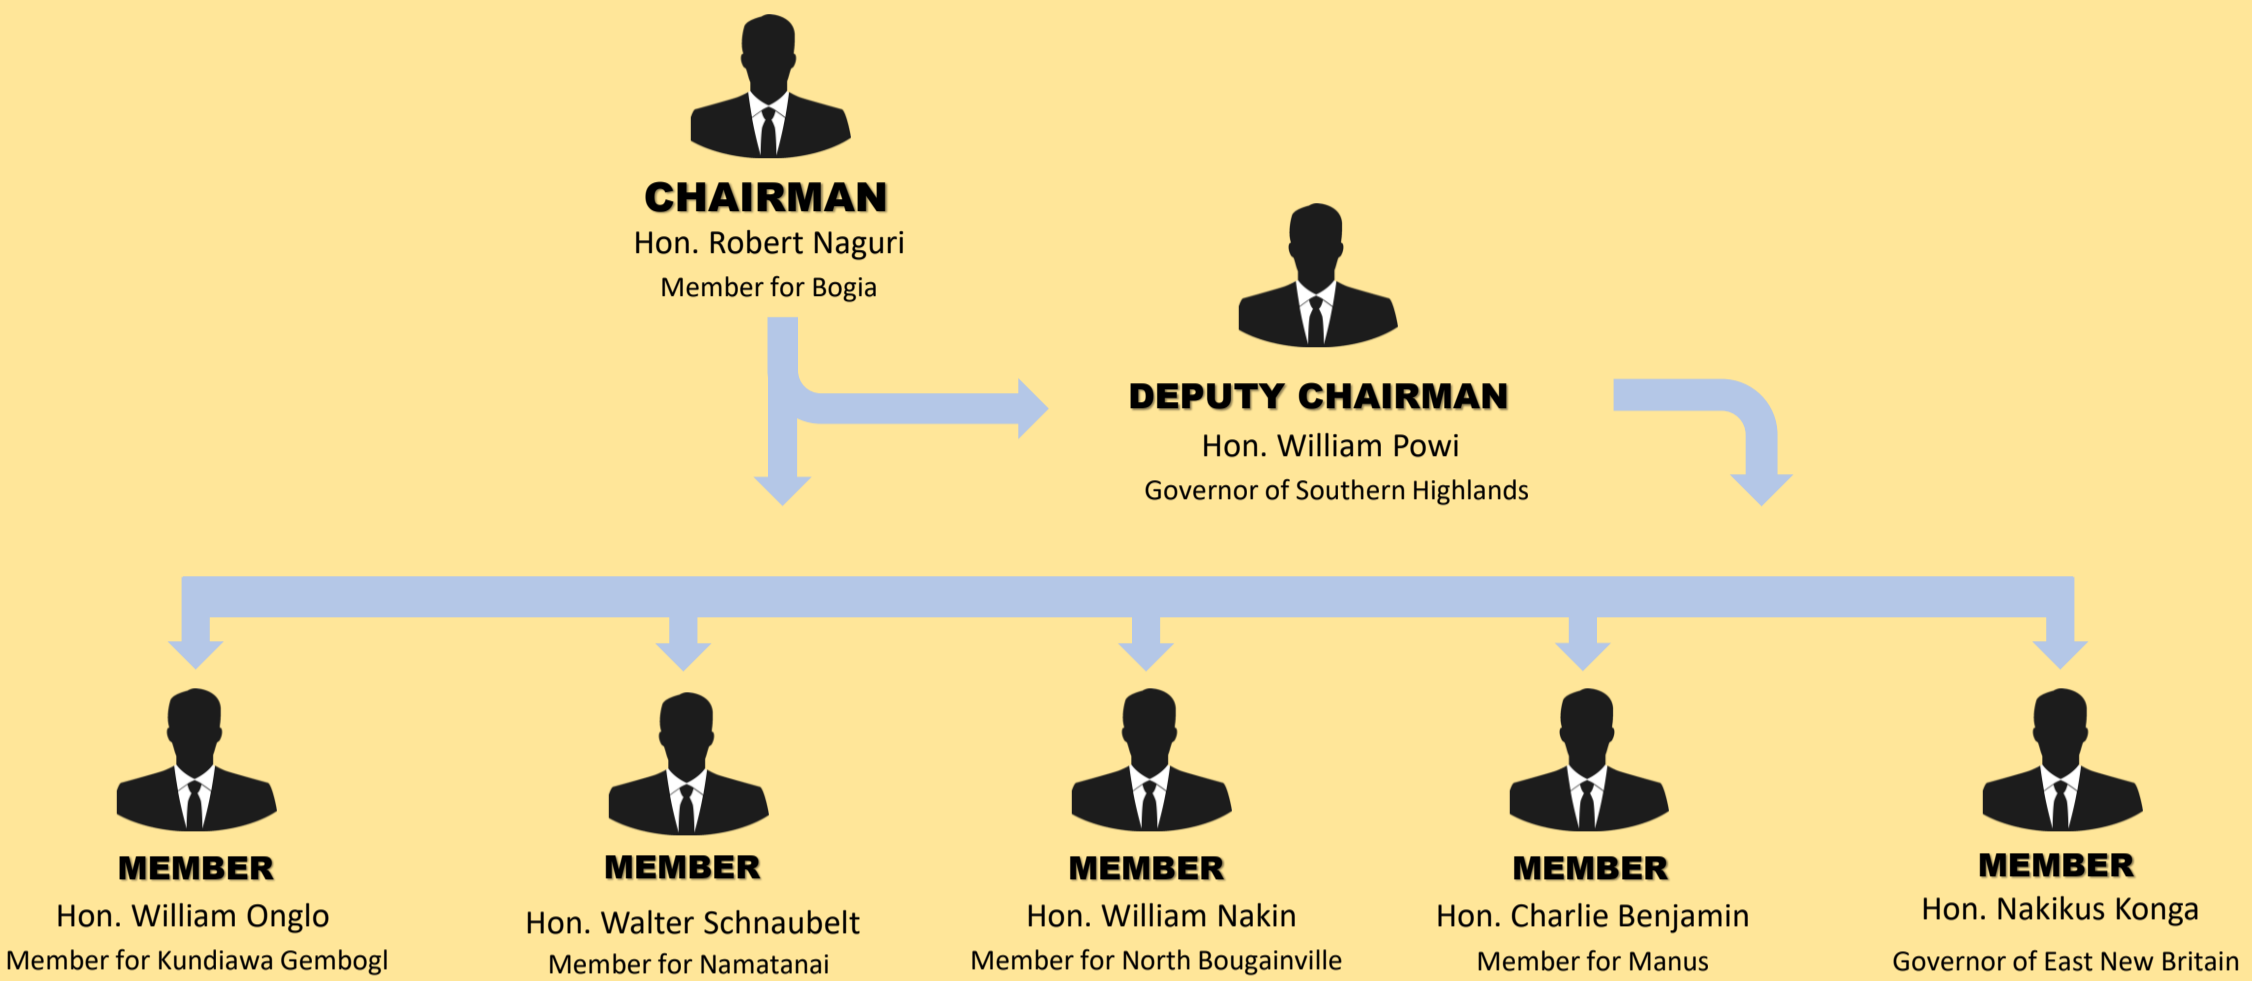 CHAIRMAN
Hon. Robert Naguri
Member for Bogia
DEPUTY CHAIRMAN
Hon. William Powi
Governor of Southern Highlands
MEMBER
Hon. William Onglo
Member for Kundiawa Gembogl
MEMBER
Hon. Walter Schnaubelt
Member for Namatanai
MEMBER
Hon. William Nakin
Member for North Bougainville
MEMBER
Hon. Charlie Benjamin
Member for Manus
MEMBER
Hon. Nakikus Konga
Governor of East New Britain